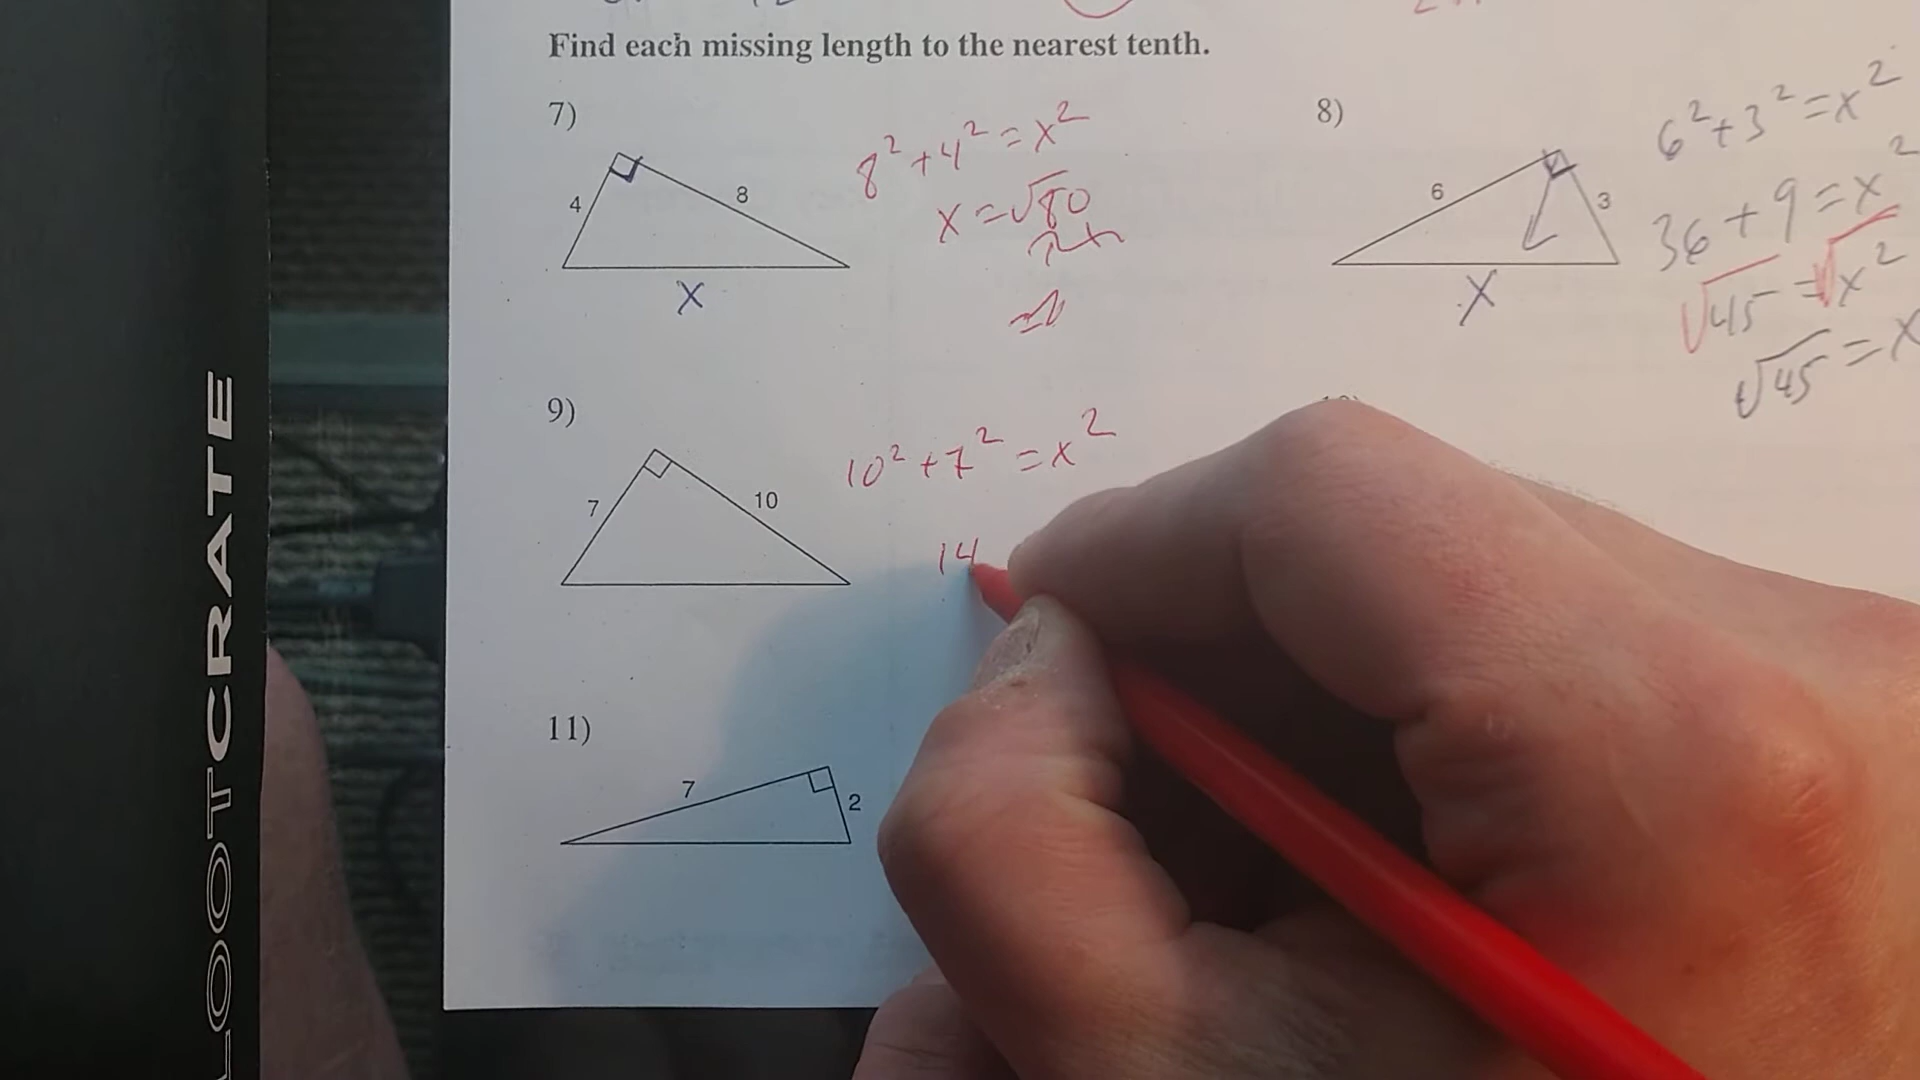 Find each missing length to the nearest tenth.
7)
4
8
X
8² + 4² = x²
x = √80
8)
6
3
X
6² + 3² = x²
36 + 9 = x²
√45 = √x²
√45 = x
9)
7
10
10² + 7² = x²
14
11)
7
2
LOOTCRATE